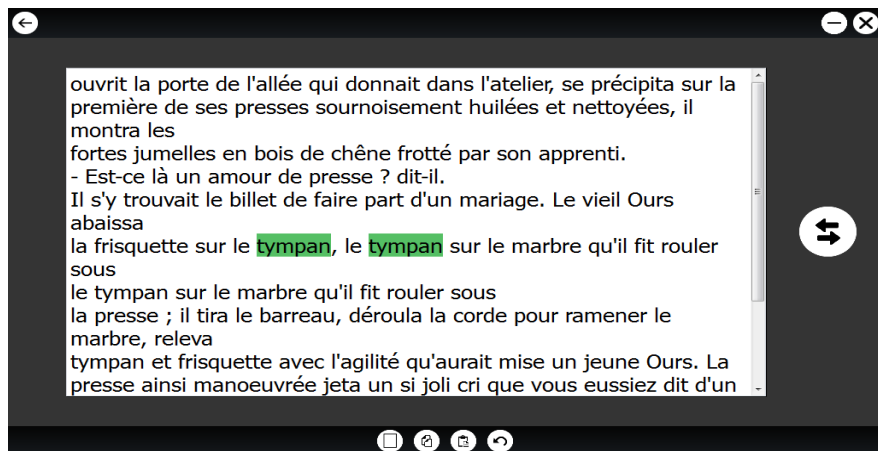 ouvrit la porte de l'allée qui donnait dans l'atelier, se précipita sur la
première de ses presses sournoisement huilées et nettoyées, il
montra les
fortes jumelles en bois de chêne frotté par son apprenti.
- Est-ce là un amour de presse ? dit-il.
Il s'y trouvait le billet de faire part d'un mariage. Le vieil Ours
abaissa
la frisquette sur le tympan, le tympan sur le marbre qu'il fit rouler
sous
le tympan sur le marbre qu'il fit rouler sous
la presse ; il tira le barreau, déroula la corde pour ramener le
marbre, releva
tympan et frisquette avec l'agilité qu'aurait mise un jeune Ours. La
presse ainsi manoeuvrée jeta un si joli cri que vous eussiez dit d'un